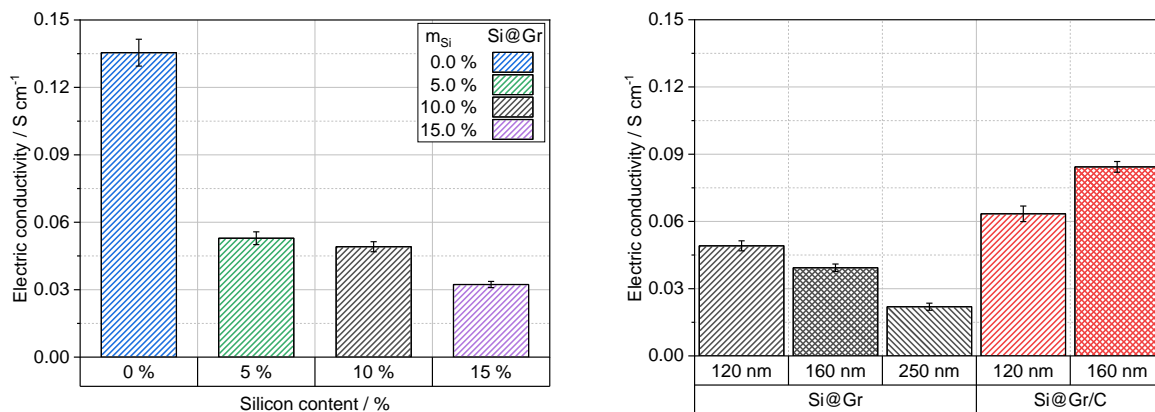 0.15
0.12
0.09
0.06
0.03
0.00
Electric conductivity / S cm⁻¹
m_Si Si@Gr
0.0 %
5.0 %
10.0 %
15.0 %
0 % 5 % 10 % 15 %
Silicon content / %
0.15
0.12
0.09
0.06
0.03
0.00
Electric conductivity / S cm⁻¹
120 nm 160 nm 250 nm 120 nm 160 nm
Si@Gr Si@Gr/C